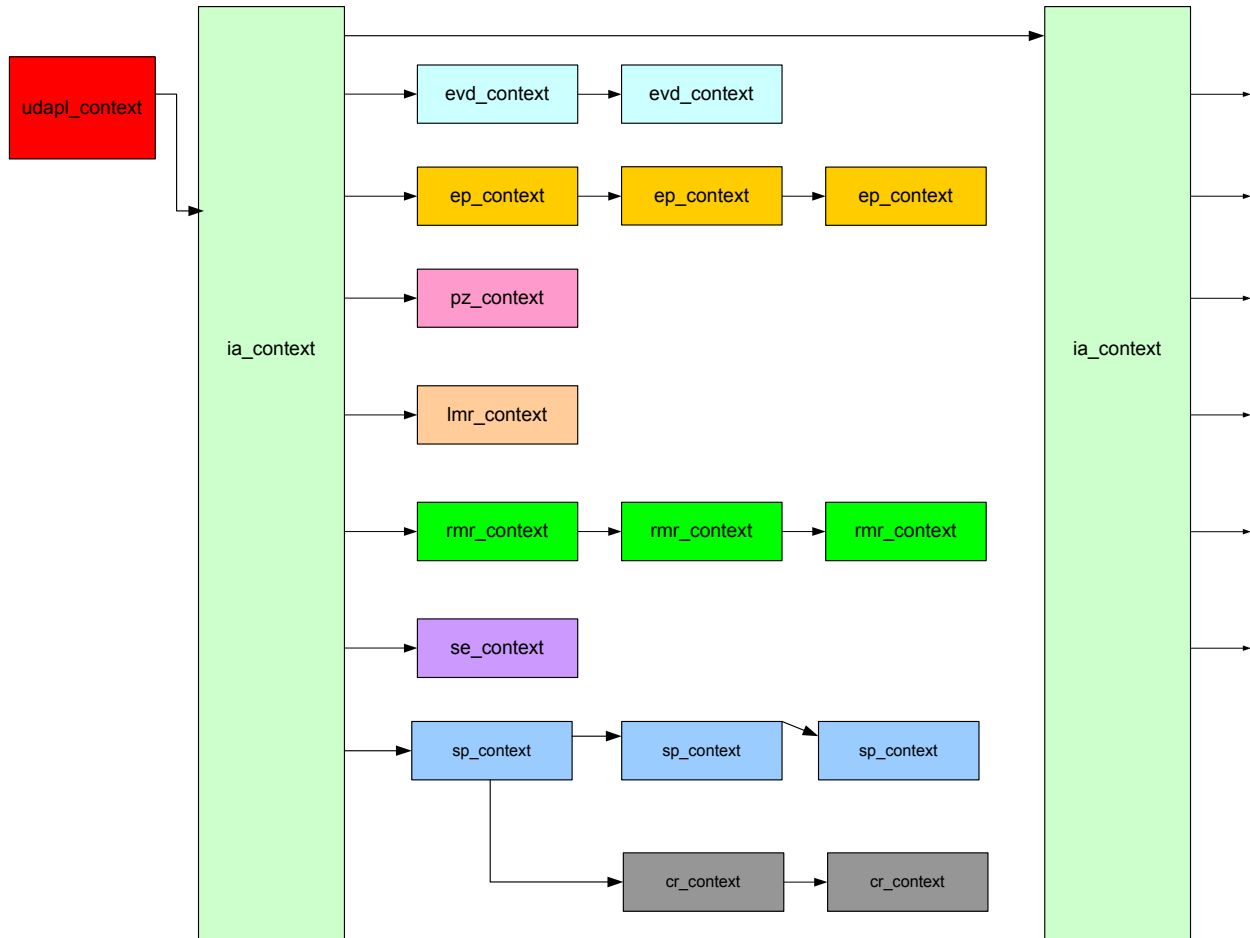 udapl_context
ia_context
evd_context
evd_context
ep_context
ep_context
ep_context
pz_context
lmr_context
rmr_context
rmr_context
rmr_context
se_context
sp_context
sp_context
sp_context
cr_context
cr_context
ia_context